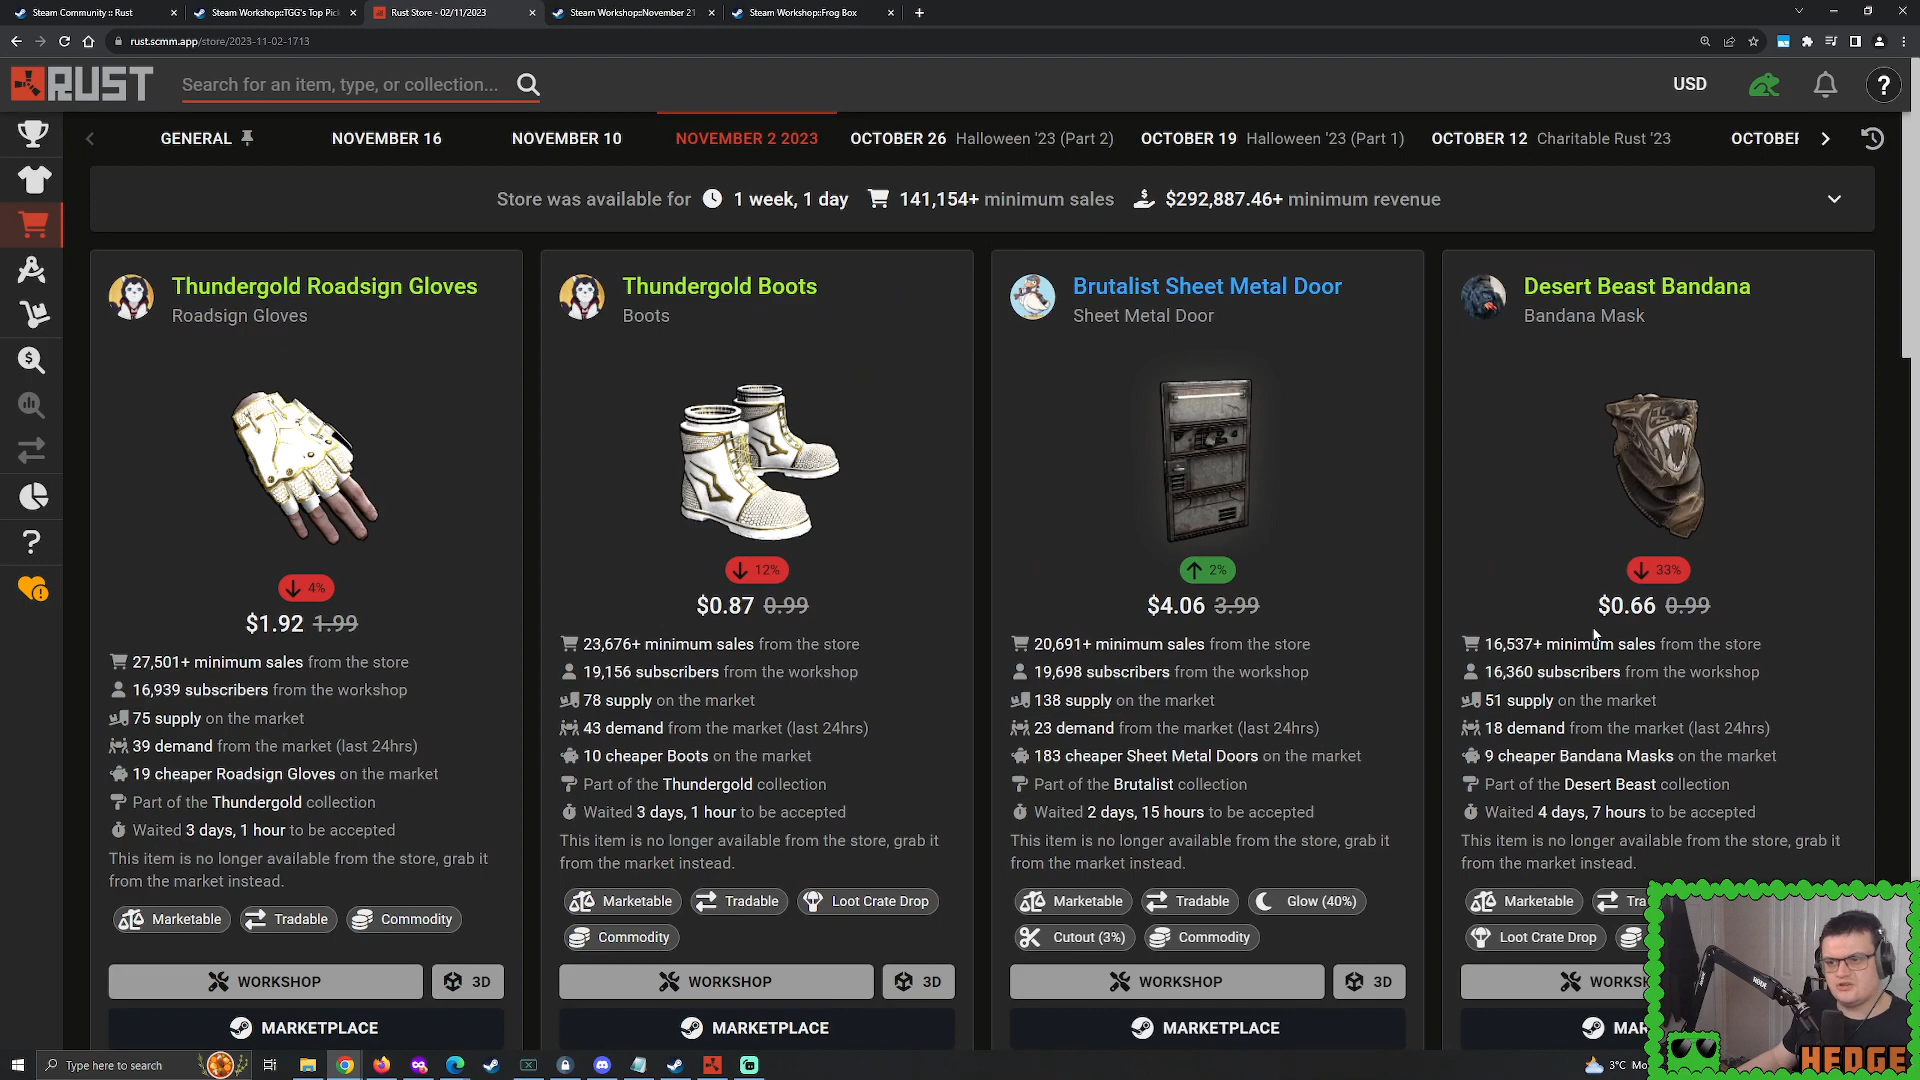 Steam Community :: Rust
Steam Workshop::TGG's Top Pic
Rust Store - 02/11/2023
Steam Workshop::November 21
Steam Workshop::Frog Box
rust.scmm.app/store/2023-11-02-1713
RUST
Search for an item, type, or collection...
USD
GENERAL
NOVEMBER 16
NOVEMBER 10
NOVEMBER 2 2023
OCTOBER 26 Halloween '23 (Part 2)
OCTOBER 19 Halloween '23 (Part 1)
OCTOBER 12 Charitable Rust '23
OCTOBER
Store was available for 1 week, 1 day 141,154+ minimum sales $292,887.46+ minimum revenue
Thundergold Roadsign Gloves
Roadsign Gloves
4%
$1.92 1.99
27,501+ minimum sales from the store
16,939 subscribers from the workshop
75 supply on the market
39 demand from the market (last 24hrs)
19 cheaper Roadsign Gloves on the market
Part of the Thundergold collection
Waited 3 days, 1 hour to be accepted
This item is no longer available from the store, grab it
from the market instead.
Marketable Tradable Commodity
WORKSHOP 3D
MARKETPLACE
Thundergold Boots
Boots
12%
$0.87 0.99
23,676+ minimum sales from the store
19,156 subscribers from the workshop
78 supply on the market
43 demand from the market (last 24hrs)
10 cheaper Boots on the market
Part of the Thundergold collection
Waited 3 days, 1 hour to be accepted
This item is no longer available from the store, grab it
from the market instead.
Marketable Tradable Loot Crate Drop
Commodity
WORKSHOP 3D
MARKETPLACE
Brutalist Sheet Metal Door
Sheet Metal Door
2%
$4.06 3.99
20,691+ minimum sales from the store
19,698 subscribers from the workshop
138 supply on the market
23 demand from the market (last 24hrs)
183 cheaper Sheet Metal Doors on the market
Part of the Brutalist collection
Waited 2 days, 15 hours to be accepted
This item is no longer available from the store, grab it
from the market instead.
Marketable Tradable Glow (40%)
Cutout (3%) Commodity
WORKSHOP 3D
MARKETPLACE
Desert Beast Bandana
Bandana Mask
33%
$0.66 0.99
16,537+ minimum sales from the store
16,360 subscribers from the workshop
51 supply on the market
18 demand from the market (last 24hrs)
9 cheaper Bandana Masks on the market
Part of the Desert Beast collection
Waited 4 days, 7 hours to be accepted
This item is no longer available from the store, grab it
from the market instead.
Marketable Tra
Loot Crate Drop
WORKS
MAR
Type here to search
3°C Mo
HEDGE